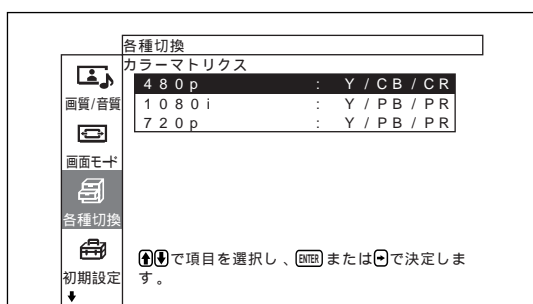 各種切換
カラーマトリクス
480p : Y/CB/CR
1080i : Y/PB/PR
720p : Y/PB/PR
画質/音質
画面モード
各種切換
初期設定
で項目を選択し、ENTERまたはで決定しま
す。